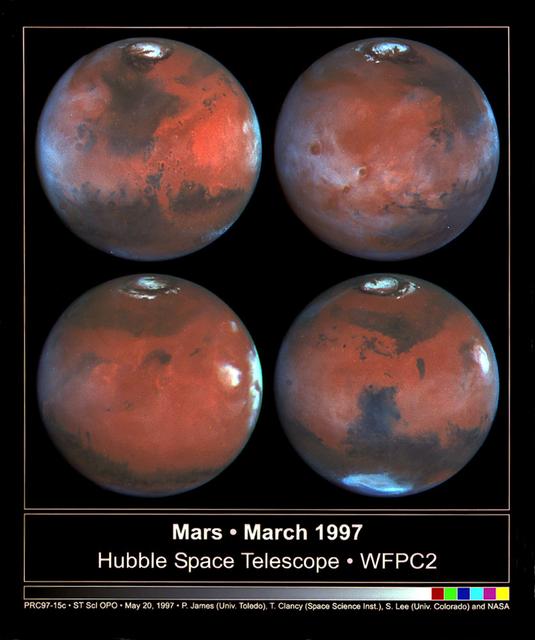 Mars • March 1997
Hubble Space Telescope • WFPC2
PRC97-15c • ST ScI OPO • May 20, 1997 • P. James (Univ. Toledo), T. Clancy (Space Science Inst.), S. Lee (Univ. Colorado) and NASA